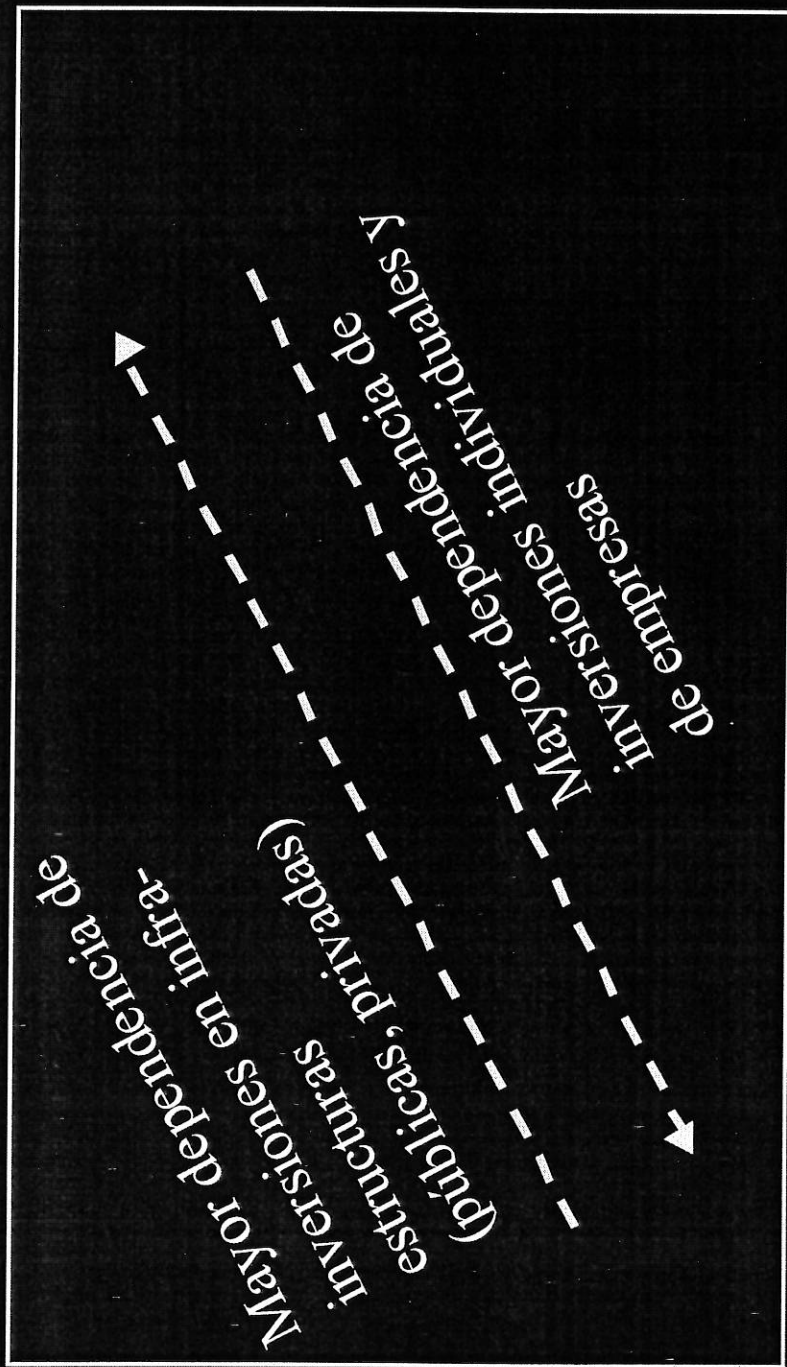 Mayor dependencia de
inversiones en infra-
estructuras
(públicas, privadas)
Mayor dependencia de
inversiones individuales y
de empresas